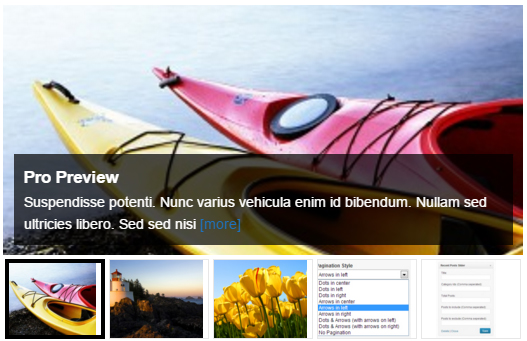 Pro Preview
Suspendisse potenti. Nunc varius vehicula enim id bibendum. Nullam sed
ultricies libero. Sed sed nisi [more]
Pagination Style
Arrows in left
Dots in center
Dots in left
Dots in right
Arrows in center
Arrows in left
Arrows in right
Dots & Arrows (with arrows on left)
Dots & Arrows (with arrows on right)
No Pagination